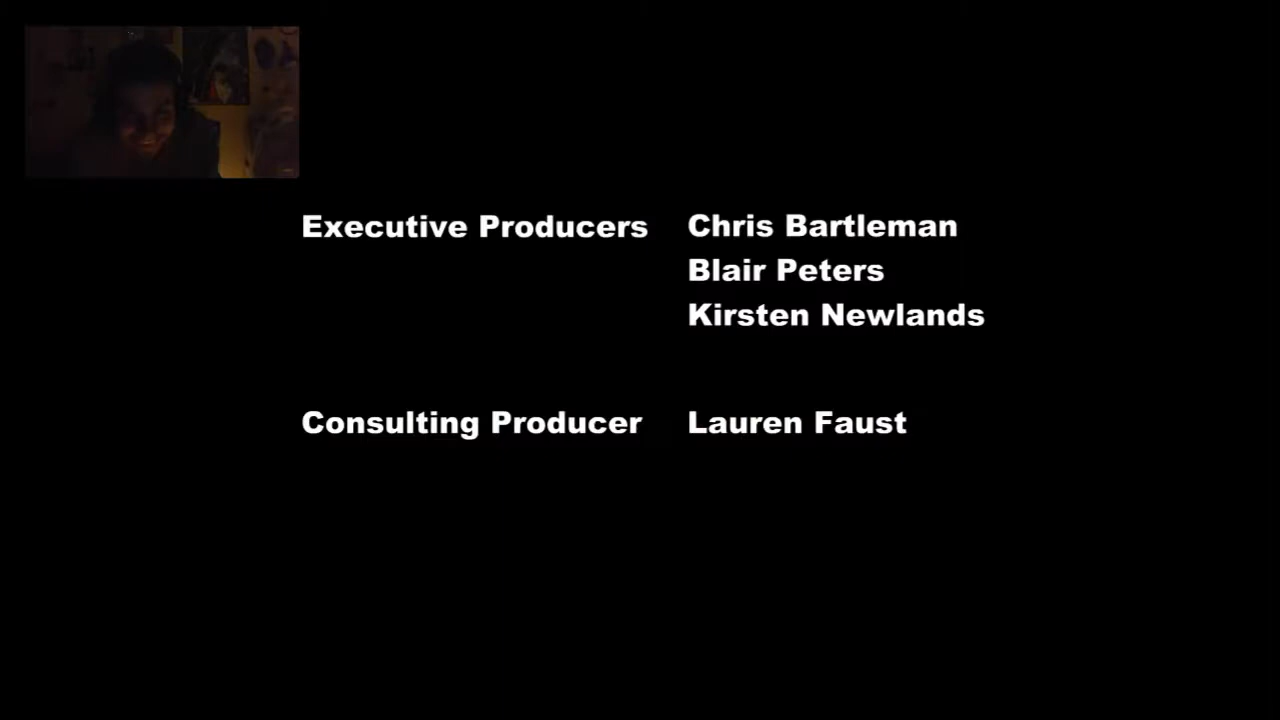 Executive Producers Chris Bartleman
Blair Peters
Kirsten Newlands
Consulting Producer Lauren Faust